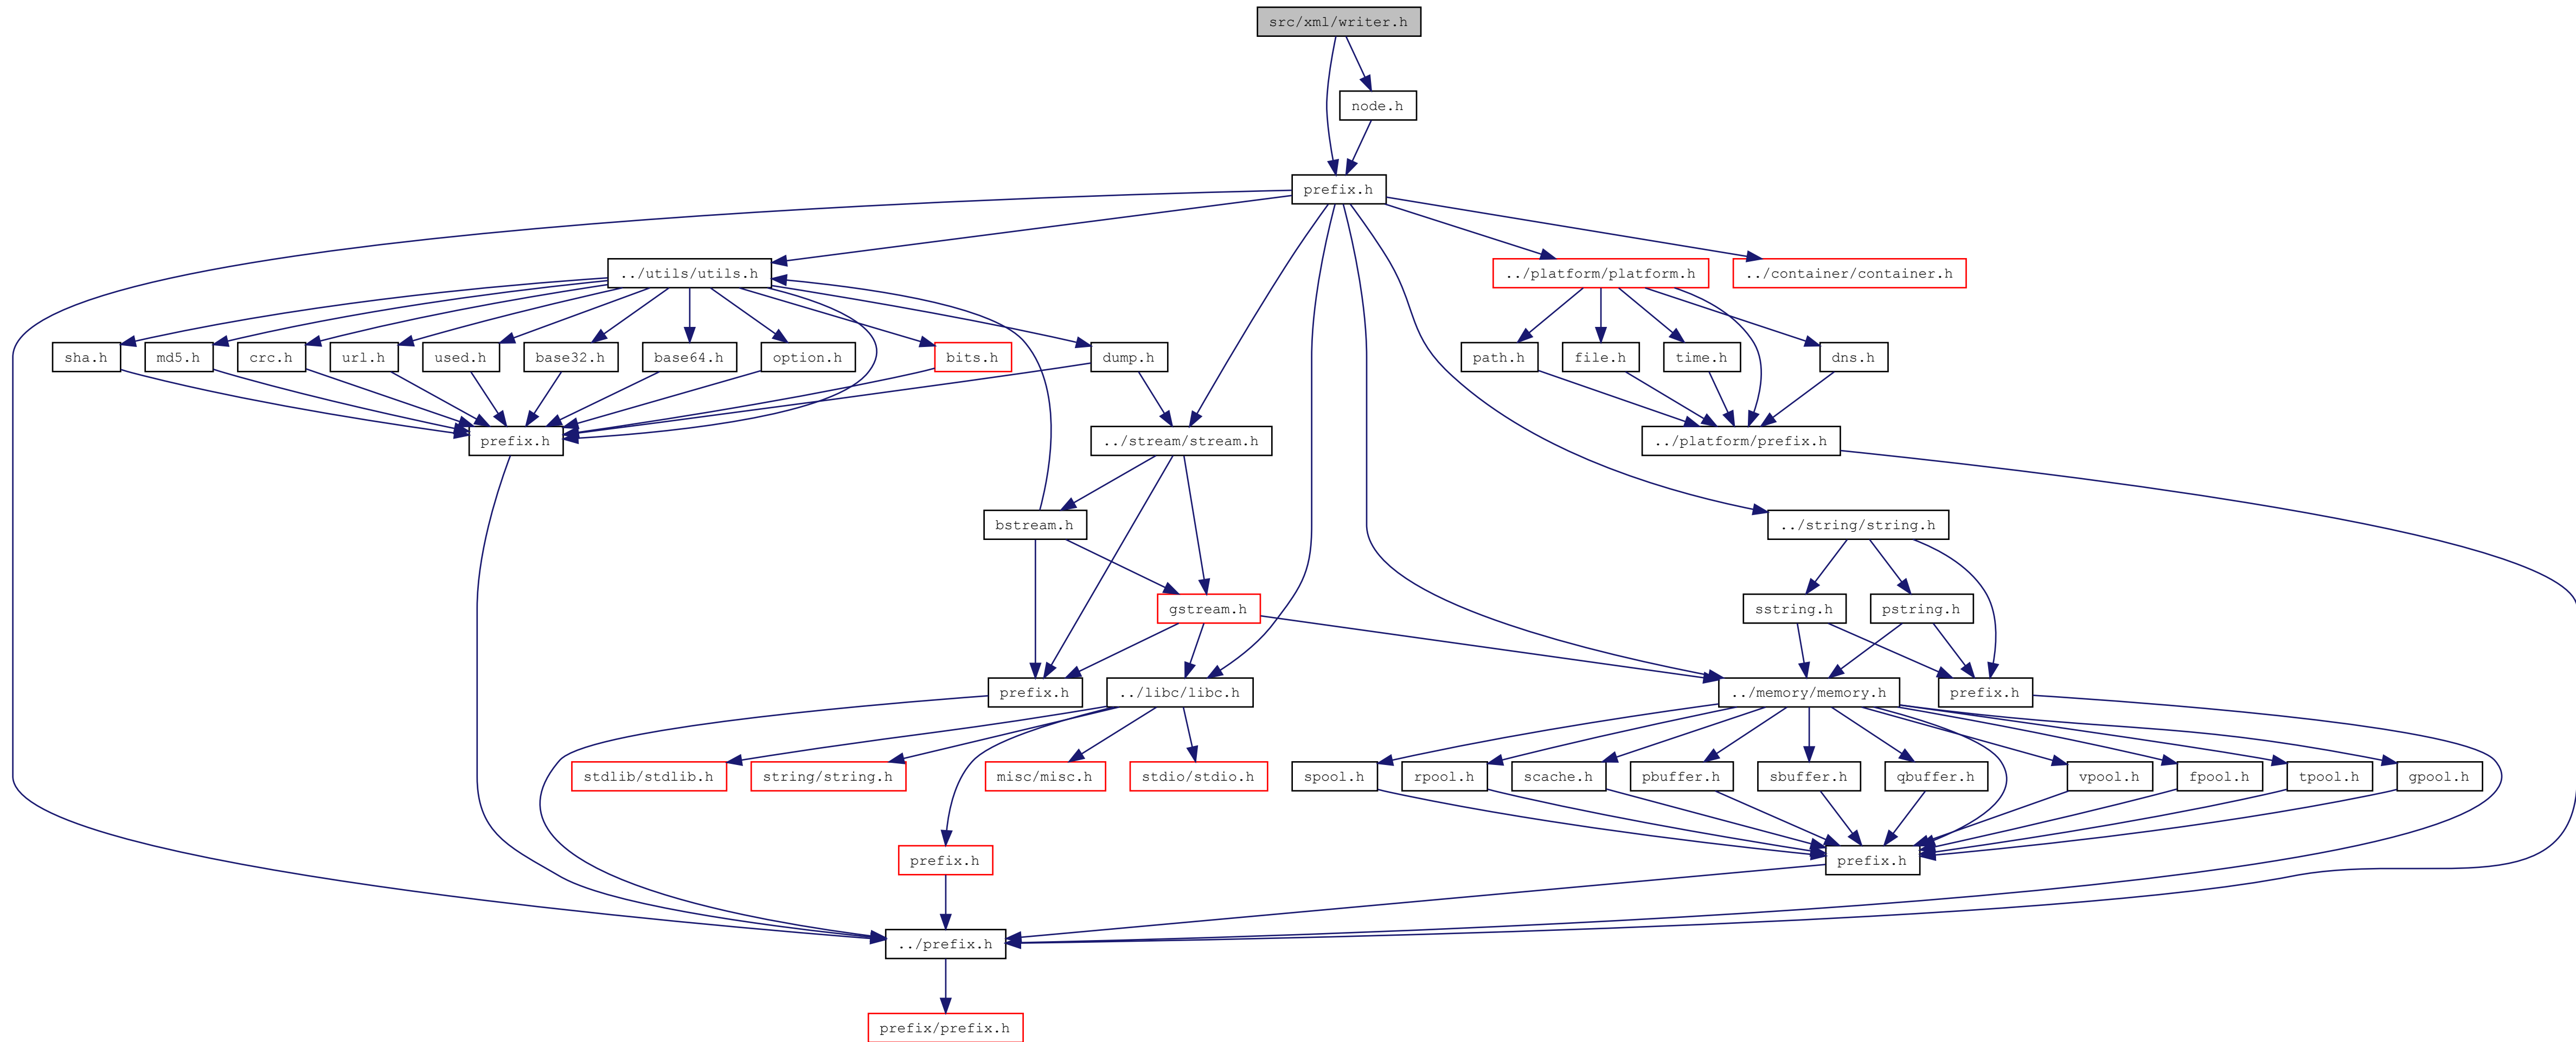 src/xml/writer.h
node.h
prefix.h
../utils/utils.h
../platform/platform.h
../container/container.h
sha.h
md5.h
crc.h
url.h
used.h
base32.h
base64.h
option.h
bits.h
dump.h
path.h
file.h
time.h
dns.h
prefix.h
../stream/stream.h
../platform/prefix.h
bstream.h
../string/string.h
gstream.h
sstring.h
pstring.h
prefix.h
../libc/libc.h
../memory/memory.h
prefix.h
stdlib/stdlib.h
string/string.h
misc/misc.h
stdio/stdio.h
spool.h
rpool.h
scache.h
pbuffer.h
sbuffer.h
qbuffer.h
vpool.h
fpool.h
tpool.h
gpool.h
prefix.h
prefix.h
../prefix.h
prefix/prefix.h